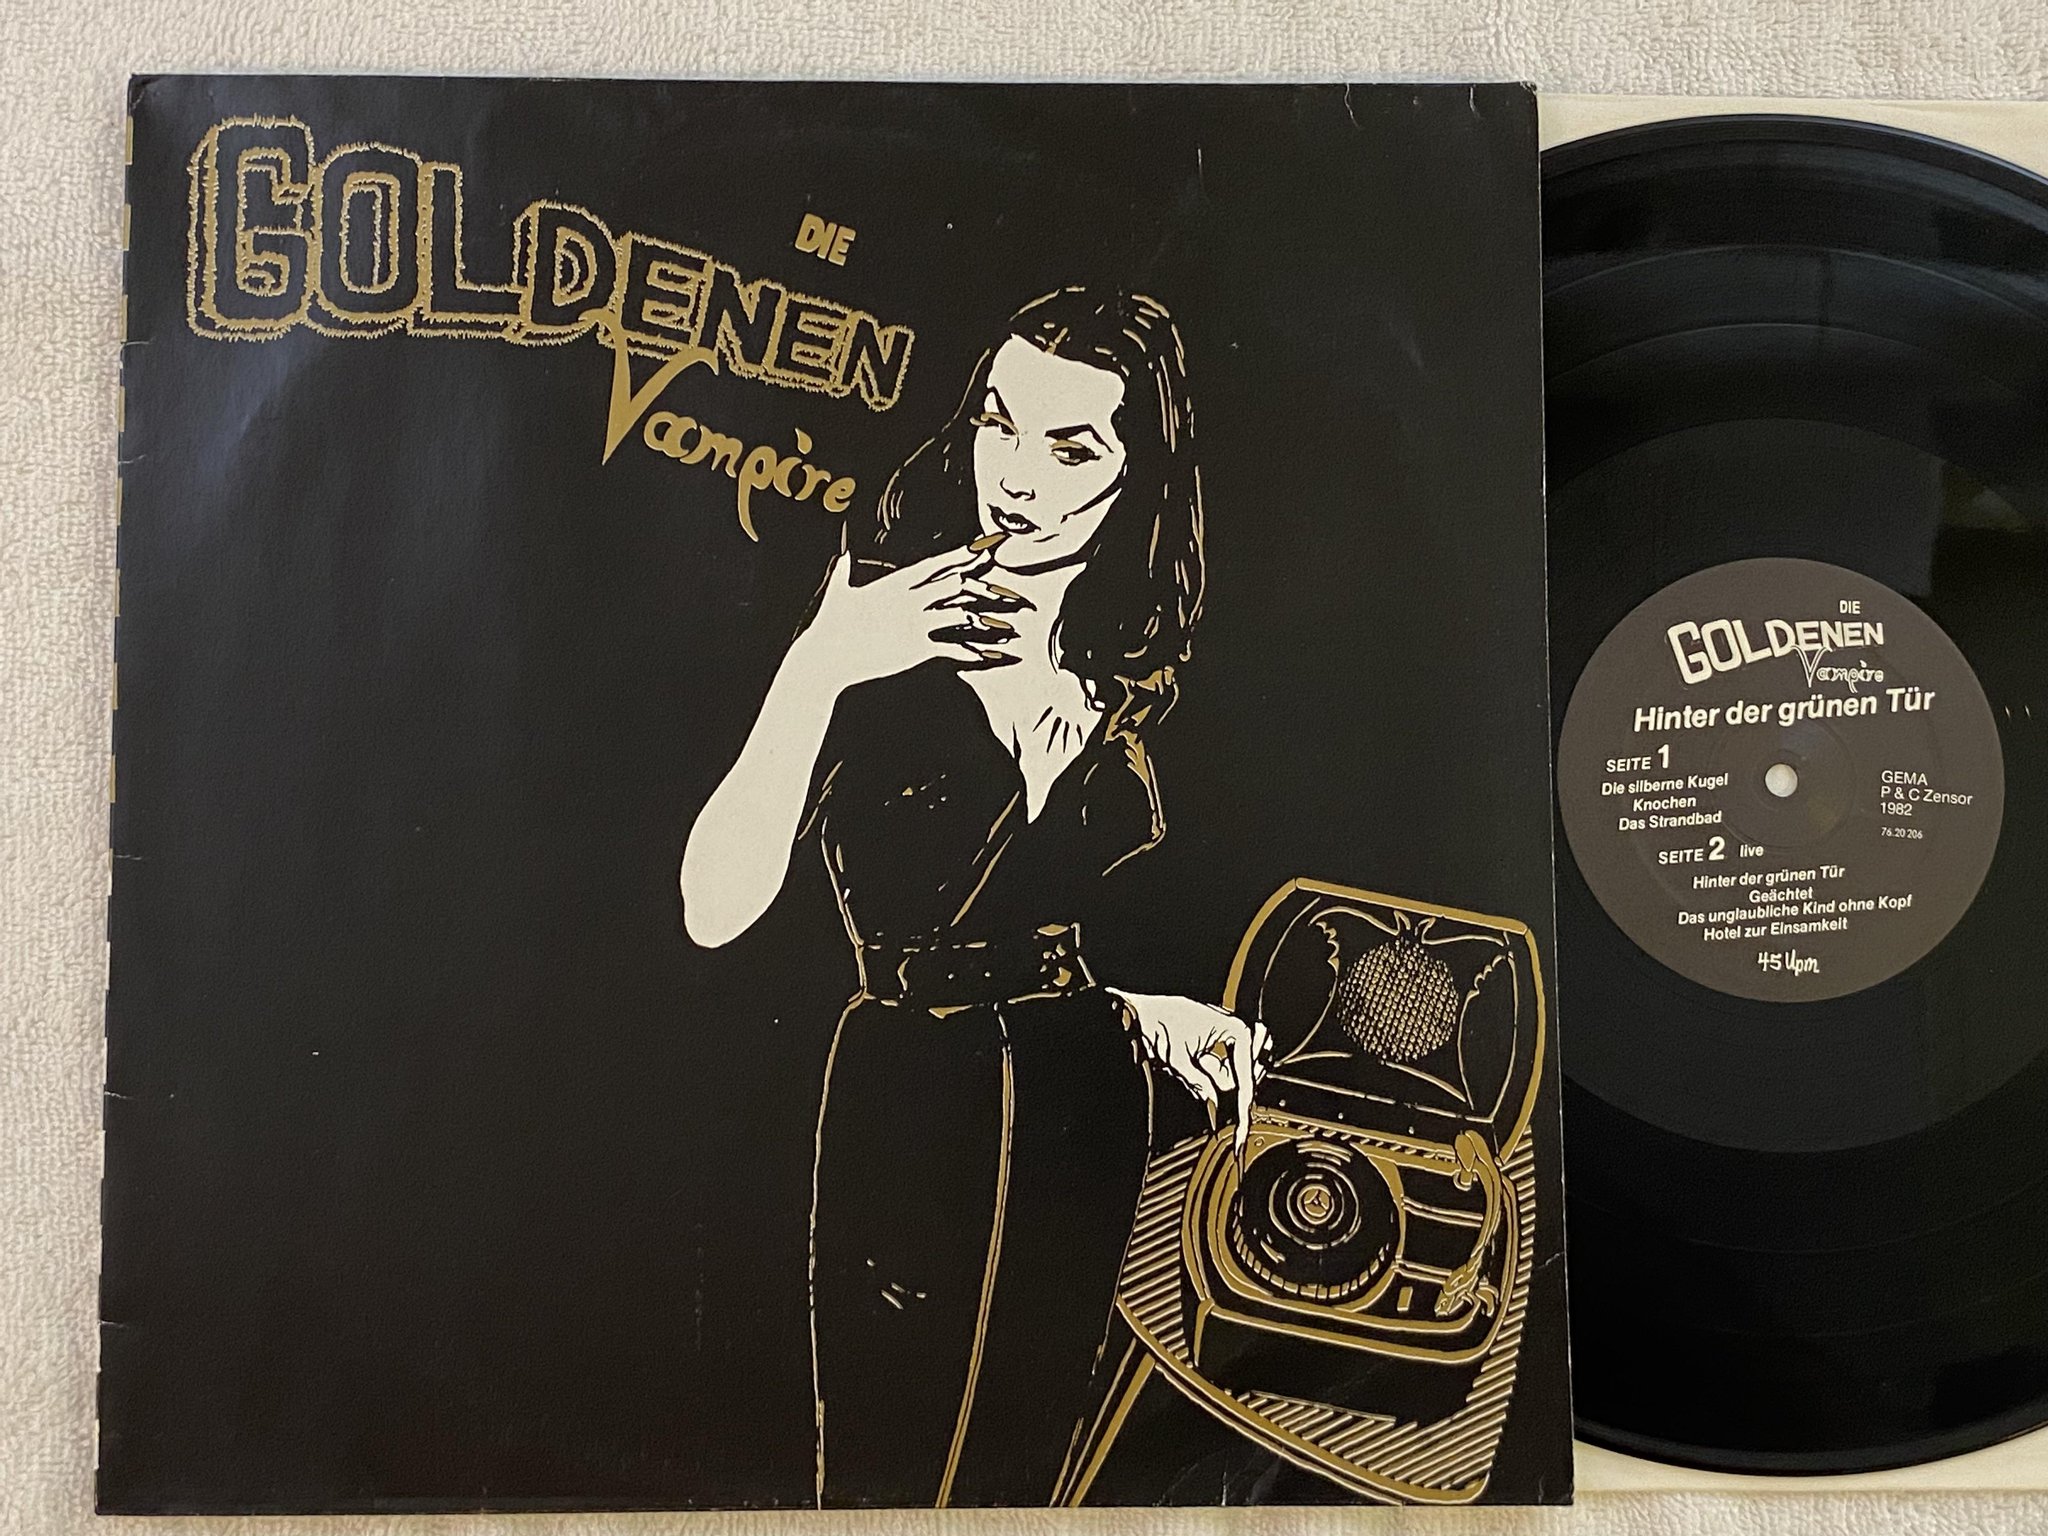 DIE
GOLDENEN
Vampire
DIE
GOLDENEN
Vampire
Hinter der grünen Tür
SEITE 1
Die silberne Kugel
Knochen
Das Strandbad
GEMA
P & C Zensor
1982
76.20 206
SEITE 2 live
Hinter der grünen Tür
Geächtet
Das unglaubliche Kind ohne Kopf
Hotel zur Einsamkeit
45 Upm